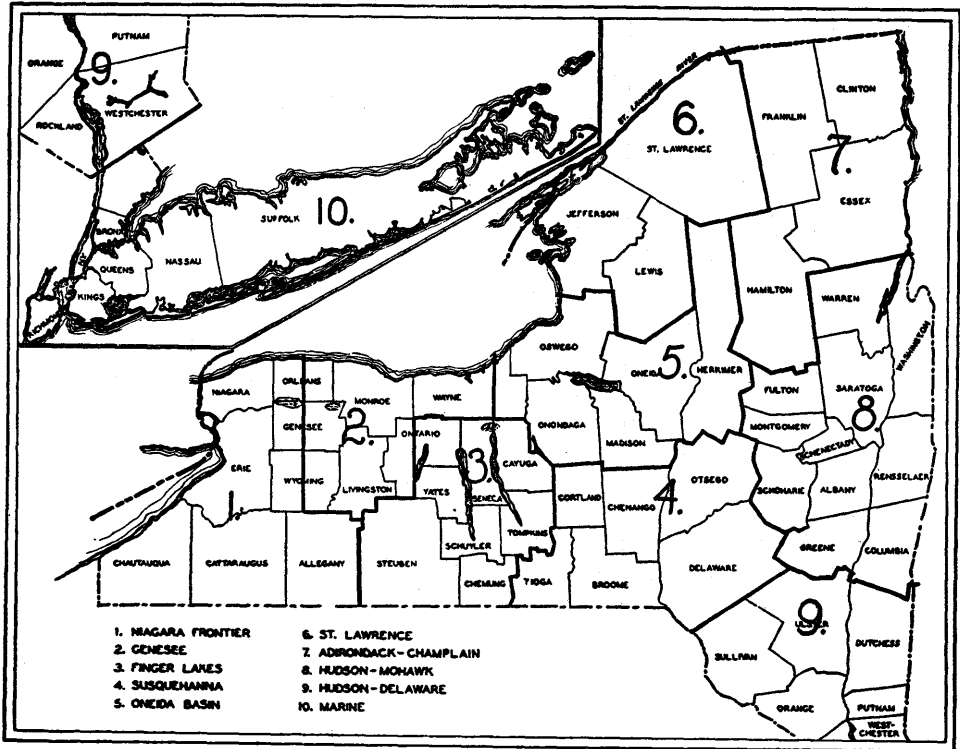 PUTNAM
ORANGE
9.
WESTCHESTER
ROCKLAND
BRONX
QUEENS
NASSAU
SUFFOLK
10.
N.Y.
KINGS
RICHMOND
ST. LAWRENCE RIVER
6.
ST. LAWRENCE
FRANKLIN
CLINTON
7.
ESSEX
JEFFERSON
LEWIS
HAMILTON
WARREN
WASHINGTON
OSWEGO
ONEIDA
5.
HERKIMER
FULTON
SARATOGA
8.
MONTGOMERY
SCHENECTADY
NIAGARA
ORLEANS
MONROE
WAYNE
GENESEE
2.
ONTARIO
ONONDAGA
MADISON
3.
CAYUGA
ERIE
1
WYOMING
LIVINGSTON
YATES
SENECA
CORTLAND
4.
OTSEGO
CHENANGO
SCHOHARIE
ALBANY
RENSSELAER
TOMPKINS
SCHUYLER
GREENE
COLUMBIA
CHAUTAUQUA
CATTARAUGUS
ALLEGANY
STEUBEN
CHEMUNG
TIOGA
BROOME
DELAWARE
ULSTER
9.
DUTCHESS
SULLIVAN
ORANGE
PUTNAM
WEST-
CHESTER
1. NIAGARA FRONTIER
2. GENESEE
3. FINGER LAKES
4. SUSQUEHANNA
5. ONEIDA BASIN
6. ST. LAWRENCE
7. ADIRONDACK-CHAMPLAIN
8. HUDSON-MOHAWK
9. HUDSON-DELAWARE
10. MARINE